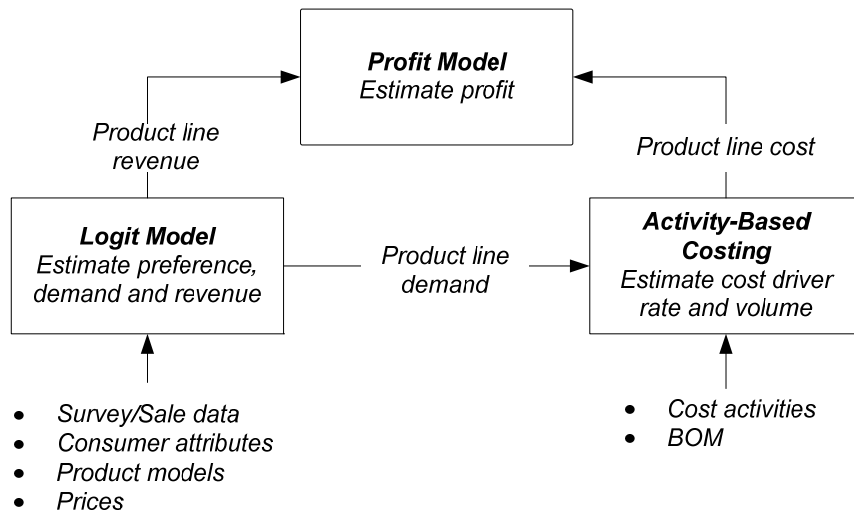 Profit Model
Estimate profit
Product line
revenue
Product line cost
Logit Model
Estimate preference,
demand and revenue
Product line
demand
Activity-Based
Costing
Estimate cost driver
rate and volume
• Survey/Sale data
• Consumer attributes
• Product models
• Prices
• Cost activities
• BOM